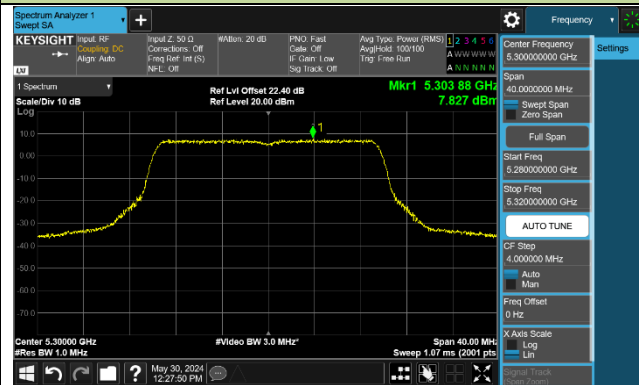 Spectrum Analyzer 1
Swept SA
Frequency
KEYSIGHT
Input: RF
Coupling: DC
Align: Auto
Input Z: 50 Ω
Corrections: Off
Freq Ref: Int (S)
NFE: Off
#Atten: 20 dB
PNO: Fast
Gate: Off
IF Gain: Low
Sig Track: Off
Avg Type: Power (RMS)
Avg|Hold: 100/100
Trig: Free Run
1 2 3 4 5 6
A W W W W W
A N N N N N
LXI
1 Spectrum
Scale/Div 10 dB
Log
Ref Lvl Offset 22.40 dB
Ref Level 20.00 dBm
Mkr1 5.303 88 GHz
7.827 dBm
1
10.0
0.00
-10.0
-20.0
-30.0
-40.0
-50.0
-60.0
-70.0
Center 5.30000 GHz
#Res BW 1.0 MHz
#Video BW 3.0 MHz*
Span 40.00 MHz
Sweep 1.07 ms (2001 pts)
May 30, 2024
12:27:50 PM
Center Frequency
5.300000000 GHz
Settings
Span
40.0000000 MHz
Swept Span
Zero Span
Full Span
Start Freq
5.280000000 GHz
Stop Freq
5.320000000 GHz
AUTO TUNE
CF Step
4.000000 MHz
Auto
Man
Freq Offset
0 Hz
X Axis Scale
Log
Lin
Signal Track
(Span Zoom)